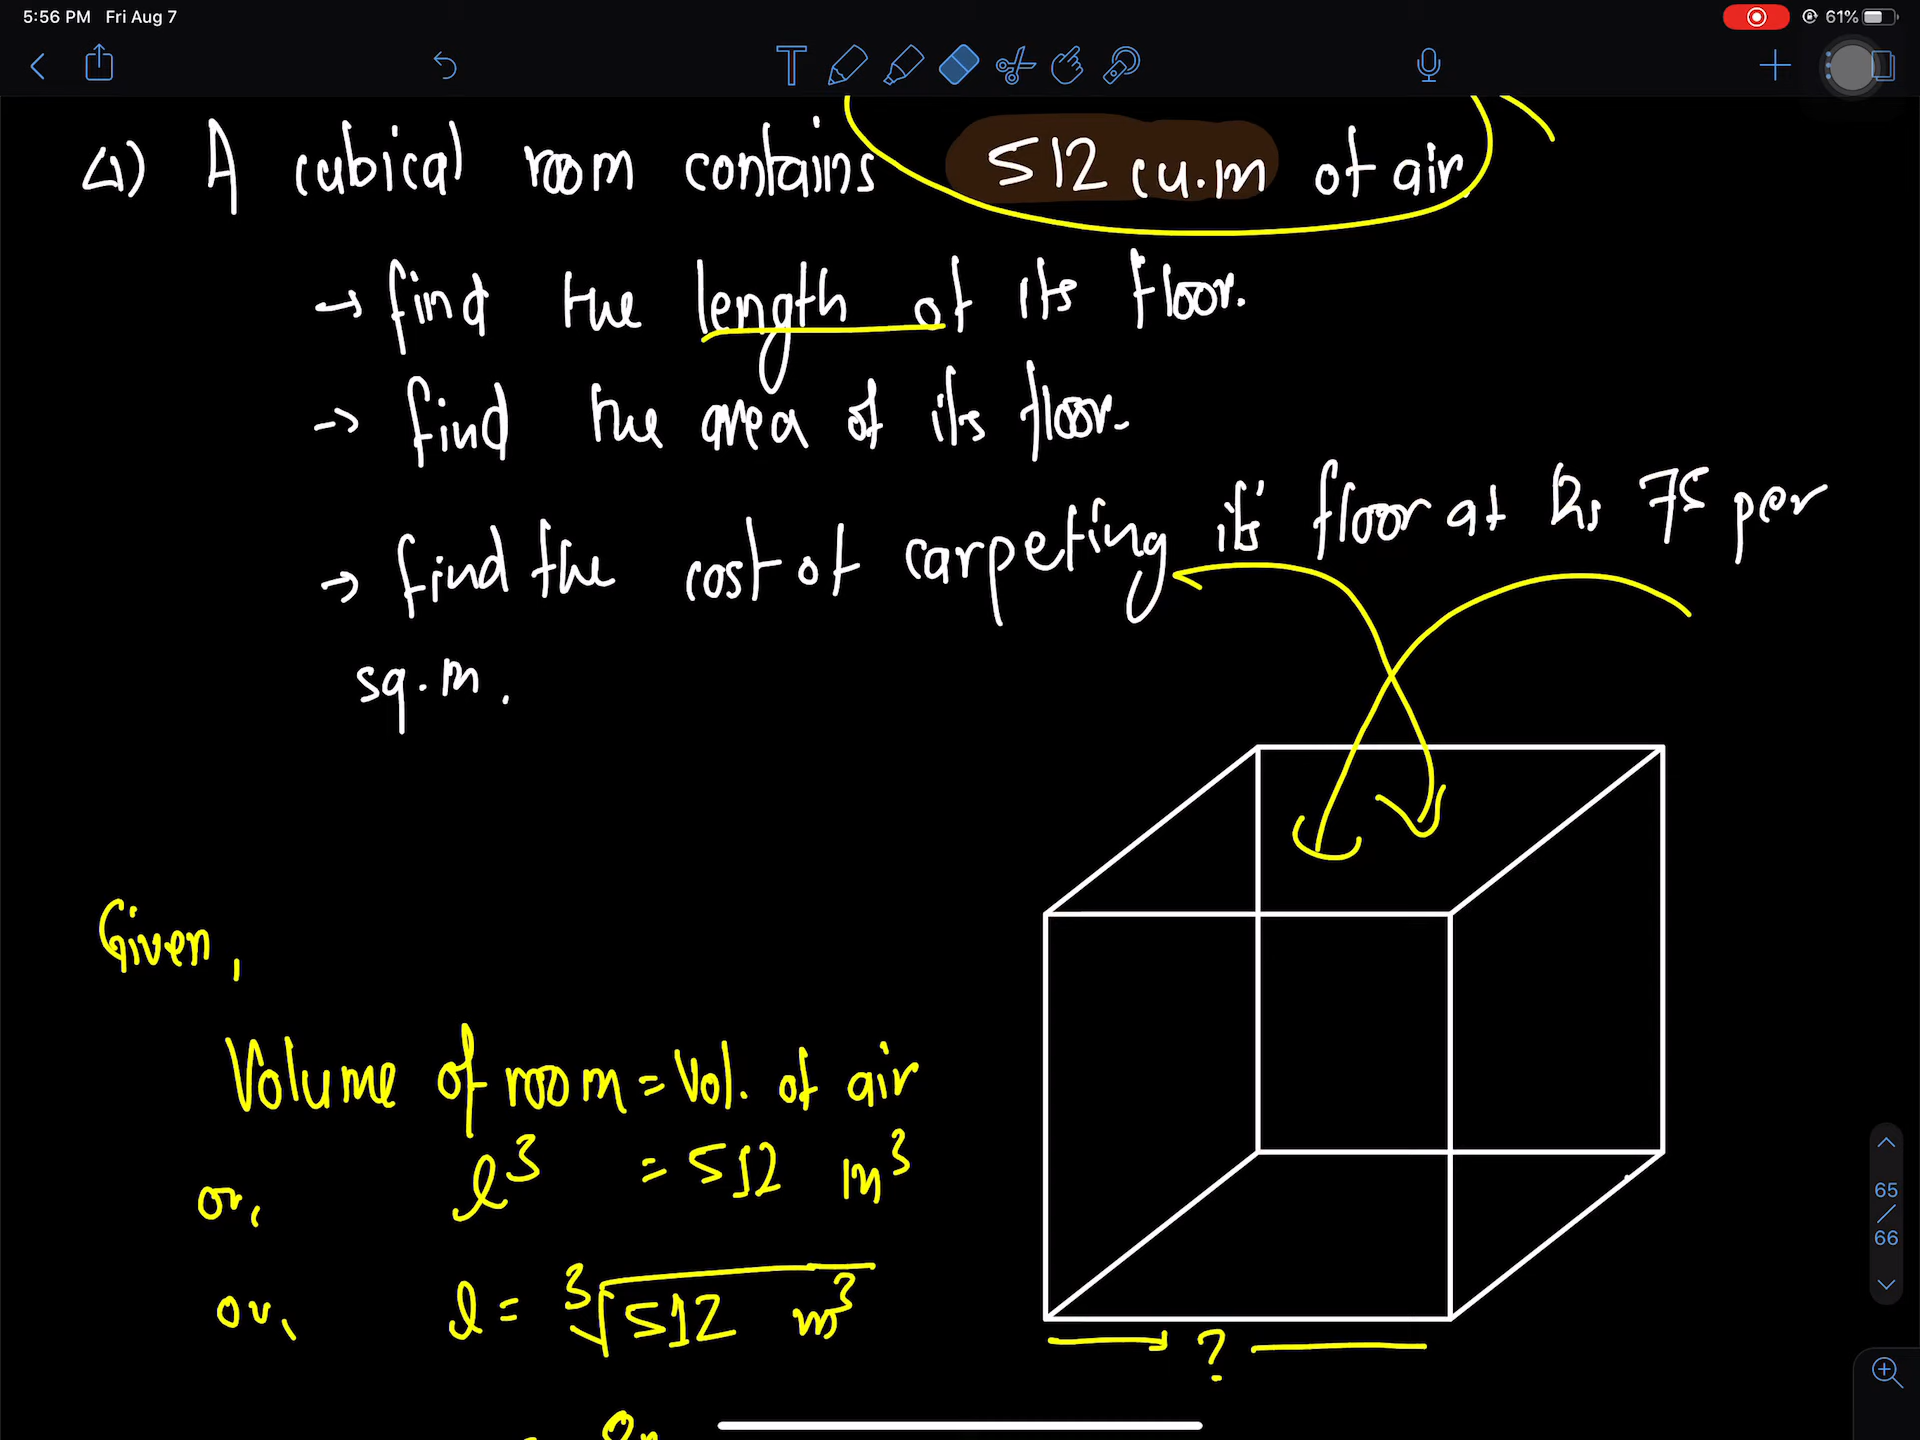 5:56 PM Fri Aug 7
61%
T
Q1) A cubical room contains 512 cu.m of air
→ find the length of its floor.
→ find the area of its floor.
→ find the cost of carpeting its floor at Rs 75 per
sq.m.
Given,
Volume of room = Vol. of air
or, l³ = 512 m³
or, l = ³√512 m³
?
65
/
66